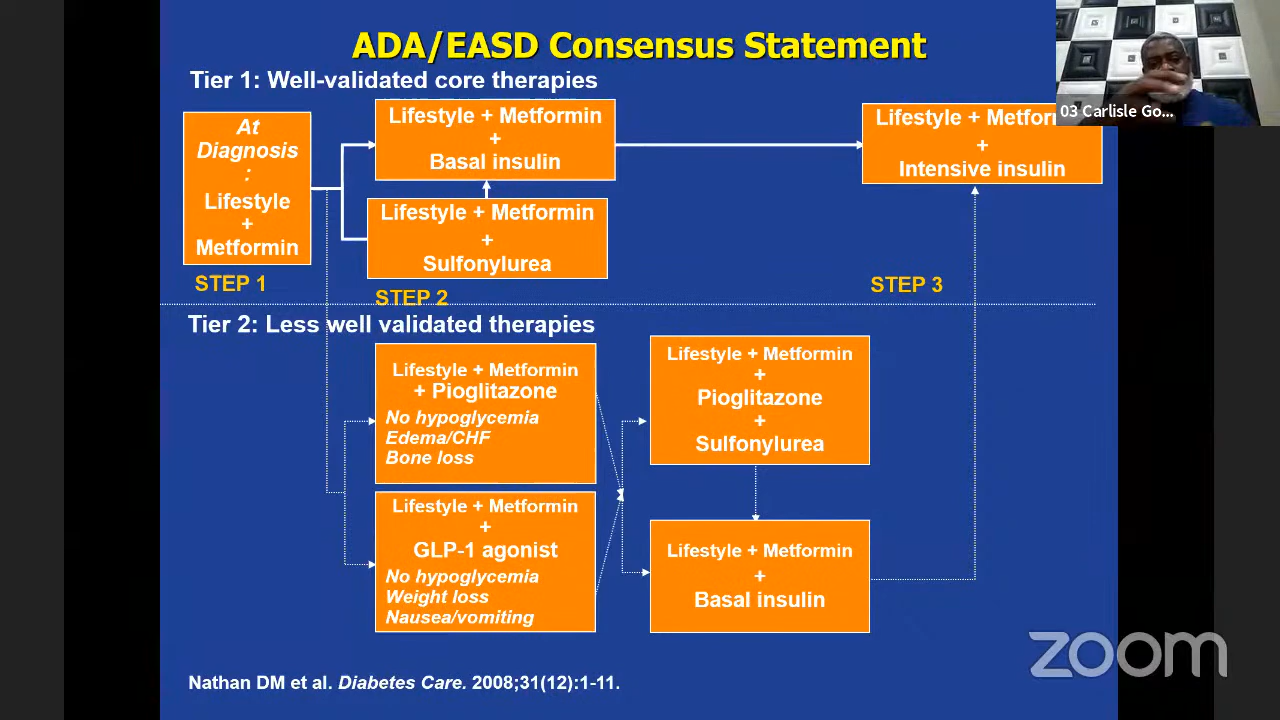 ADA/EASD Consensus Statement
Tier 1: Well-validated core therapies
At
Diagnosis
:
Lifestyle
+
Metformin
STEP 1
Lifestyle + Metformin
+
Basal insulin
Lifestyle + Metformin
+
Sulfonylurea
STEP 2
Lifestyle + Metform
+
Intensive insulin
STEP 3
03 Carlisle Go...
Tier 2: Less well validated therapies
Lifestyle + Metformin
+ Pioglitazone
No hypoglycemia
Edema/CHF
Bone loss
Lifestyle + Metformin
+
GLP-1 agonist
No hypoglycemia
Weight loss
Nausea/vomiting
Lifestyle + Metformin
+
Pioglitazone
+
Sulfonylurea
Lifestyle + Metformin
+
Basal insulin
Nathan DM et al. Diabetes Care. 2008;31(12):1-11.
zoom